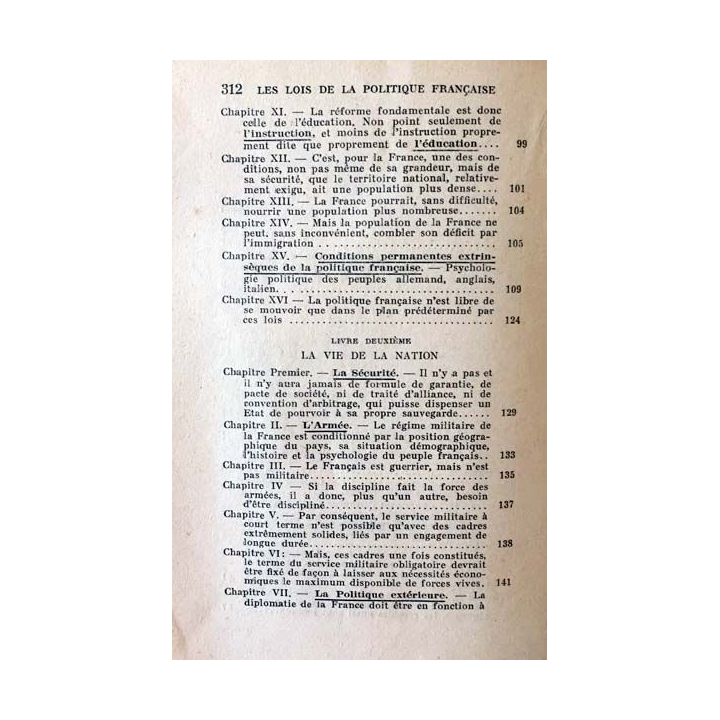 312 LES LOIS DE LA POLITIQUE FRANÇAISE
Chapitre XI. — La réforme fondamentale est donc
celle de l'éducation. Non point seulement de
l'instruction, et moins de l'instruction propre-
ment dite que proprement de l'éducation.... 99
Chapitre XII. — C'est, pour la France, une des con-
ditions, non pas même de sa grandeur, mais de
sa sécurité, que le territoire national, relative-
ment exigu, ait une population plus dense.... 101
Chapitre XIII. — La France pourrait, sans difficulté,
nourrir une population plus nombreuse....... 104
Chapitre XIV. — Mais la population de la France ne
peut, sans inconvénient, combler son déficit par
l'immigration .............................. 105
Chapitre XV. — Conditions permanentes extrin-
sèques de la politique française. — Psycholo-
gie politique des peuples allemand, anglais,
italien. . .................................. 109
Chapitre XVI — La politique française n'est libre de
se mouvoir que dans le plan prédéterminé par
ces lois .................................... 124
LIVRE DEUXIÈME
LA VIE DE LA NATION
Chapitre Premier. — La Sécurité. — Il n'y a pas et
il n'y aura jamais de formule de garantie, de
pacte de société, ni de traité d'alliance, ni de
convention d'arbitrage, qui puisse dispenser un
Etat de pourvoir à sa propre sauvegarde...... 129
Chapitre II. — L'Armée. — Le régime militaire de
la France est conditionné par la position géogra-
phique du pays, sa situation démographique,
l'histoire et la psychologie du peuple français.. 133
Chapitre III. — Le Français est guerrier, mais n'est
pas militaire................................ 135
Chapitre IV — Si la discipline fait la force des
armées, il a donc, plus qu'un autre, besoin
d'être discipliné............................ 137
Chapitre V. — Par conséquent, le service militaire à
court terme n'est possible qu'avec des cadres
extrêmement solides, liés par un engagement de
longue durée................................ 138
Chapitre VI : — Mais, ces cadres une fois constitués,
le terme du service militaire obligatoire devrait
être fixé de façon à laisser aux nécessités écono-
miques le maximum disponible de forces vives. 141
Chapitre VII. — La Politique extérieure. — La
diplomatie de la France doit être en fonction à